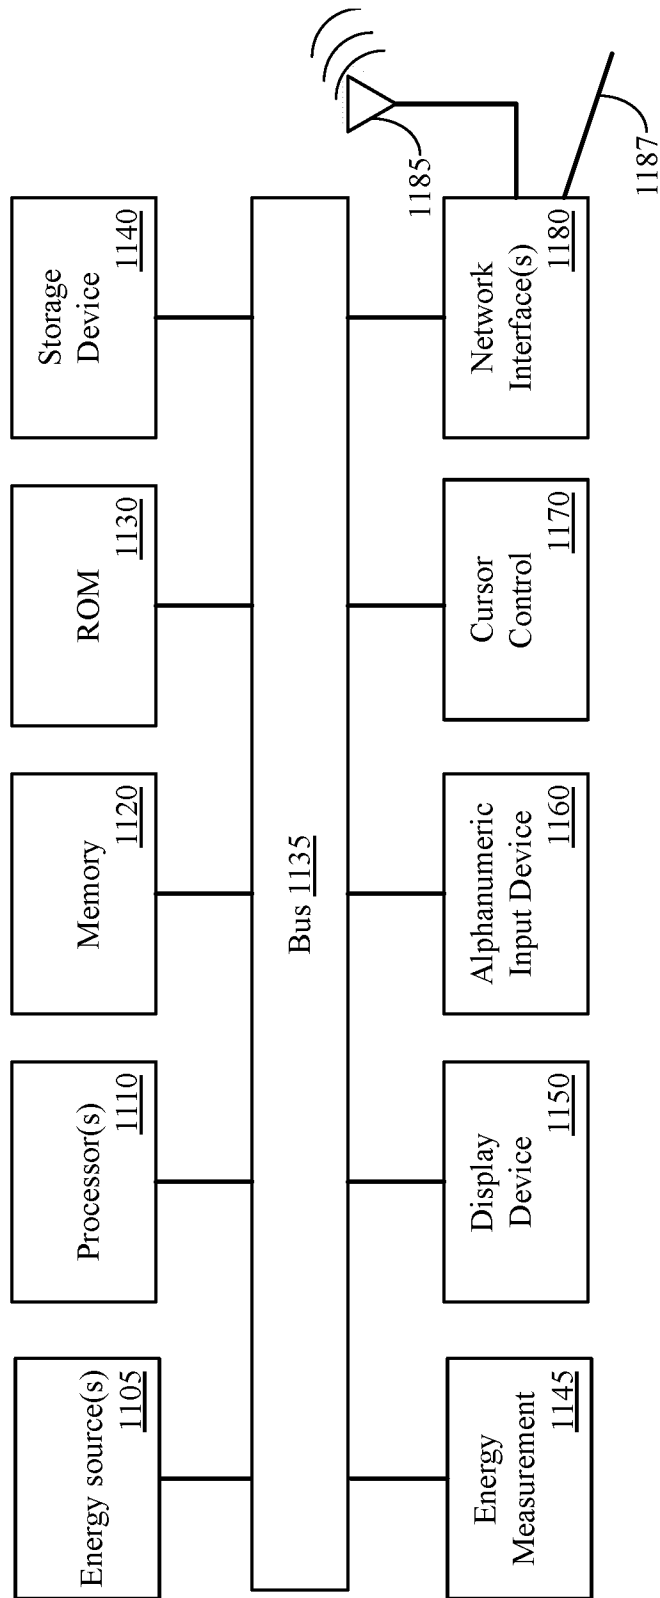 Energy source(s)
1105
Processor(s)
1110
Memory
1120
ROM
1130
Storage
Device
1140
Bus 1135
1185
Energy
Measurement
1145
Display
Device
1150
Alphanumeric
Input Device
1160
Cursor
Control
1170
Network
Interface(s)
1180
1187